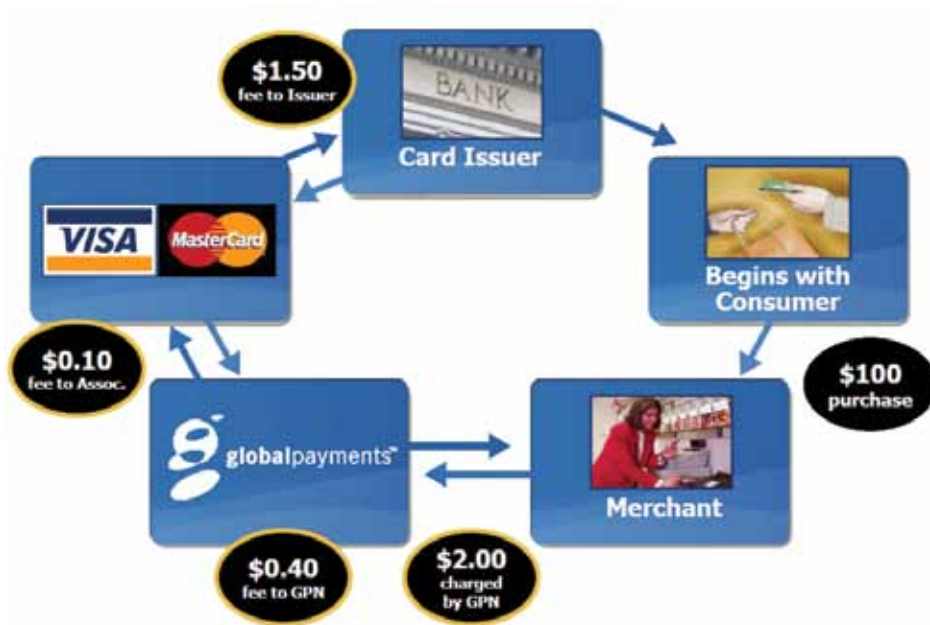 $1.50
fee to Issuer
BANK
Card Issuer
VISA
MasterCard
Begins with
Consumer
$0.10
fee to Assoc.
$100
purchase
globalpayments™
Merchant
$0.40
fee to GPN
$2.00
charged
by GPN